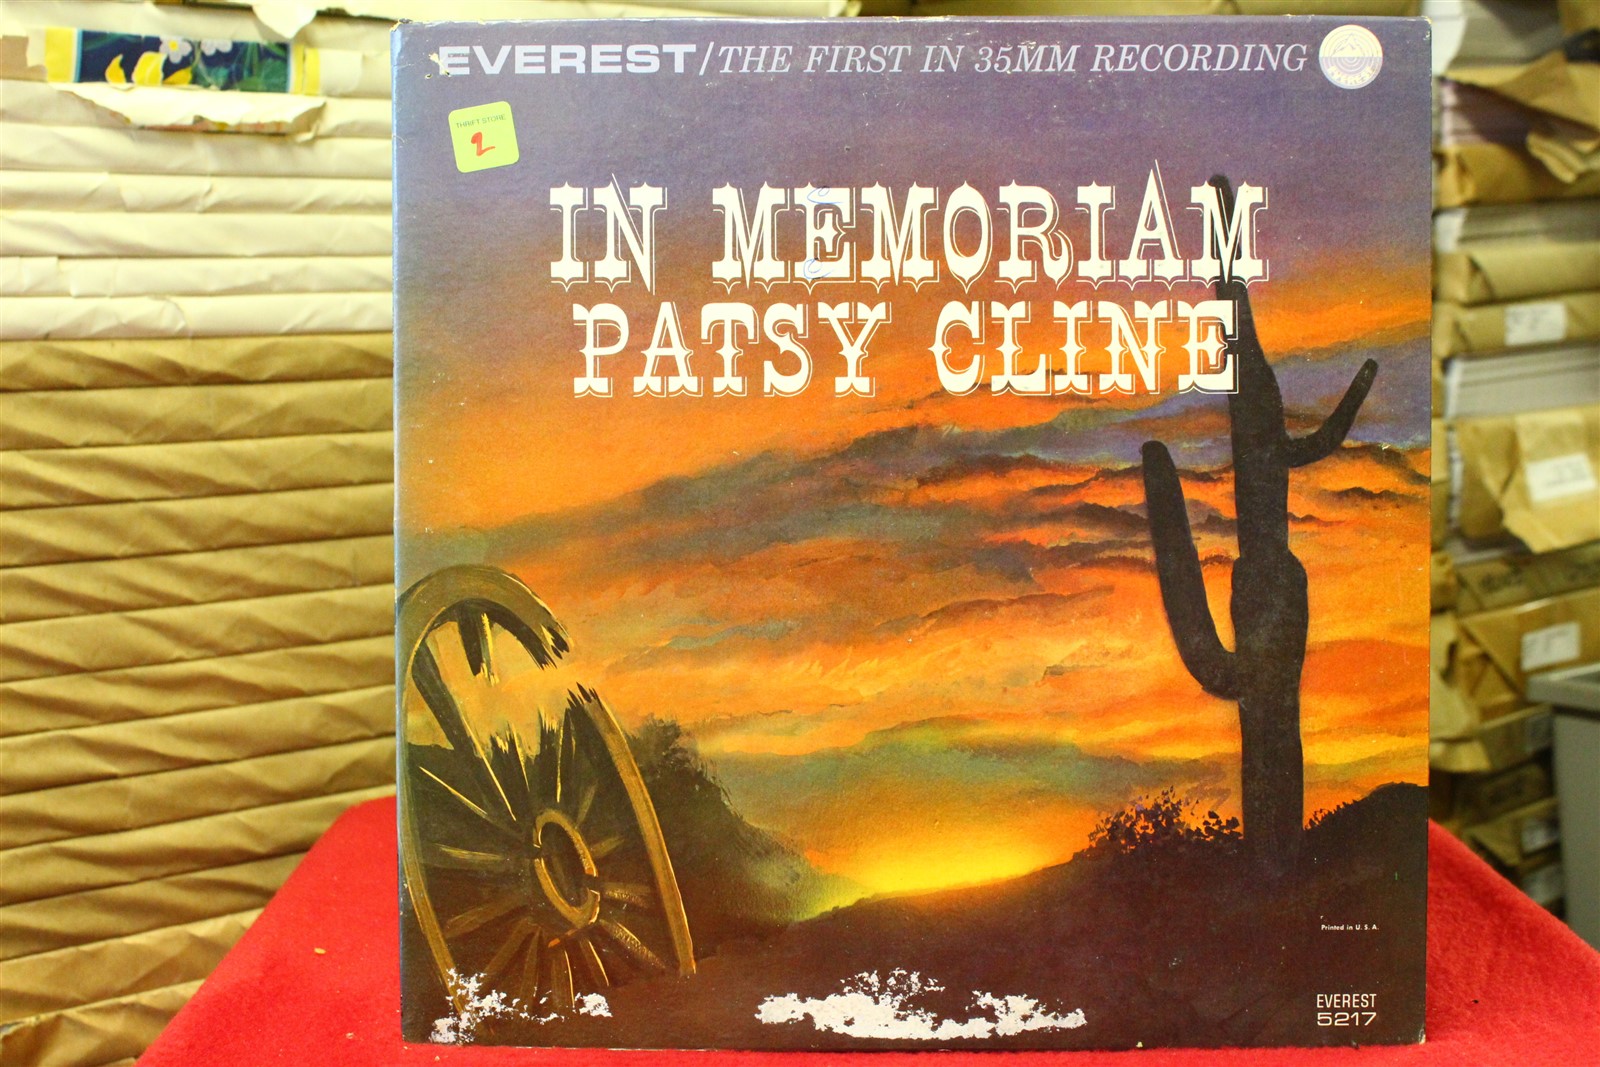 EVEREST/THE FIRST IN 35MM RECORDING
THRIFT STORE
2
IN MEMORIAM
PATSY CLINE
Printed in U. S. A.
EVEREST
5217